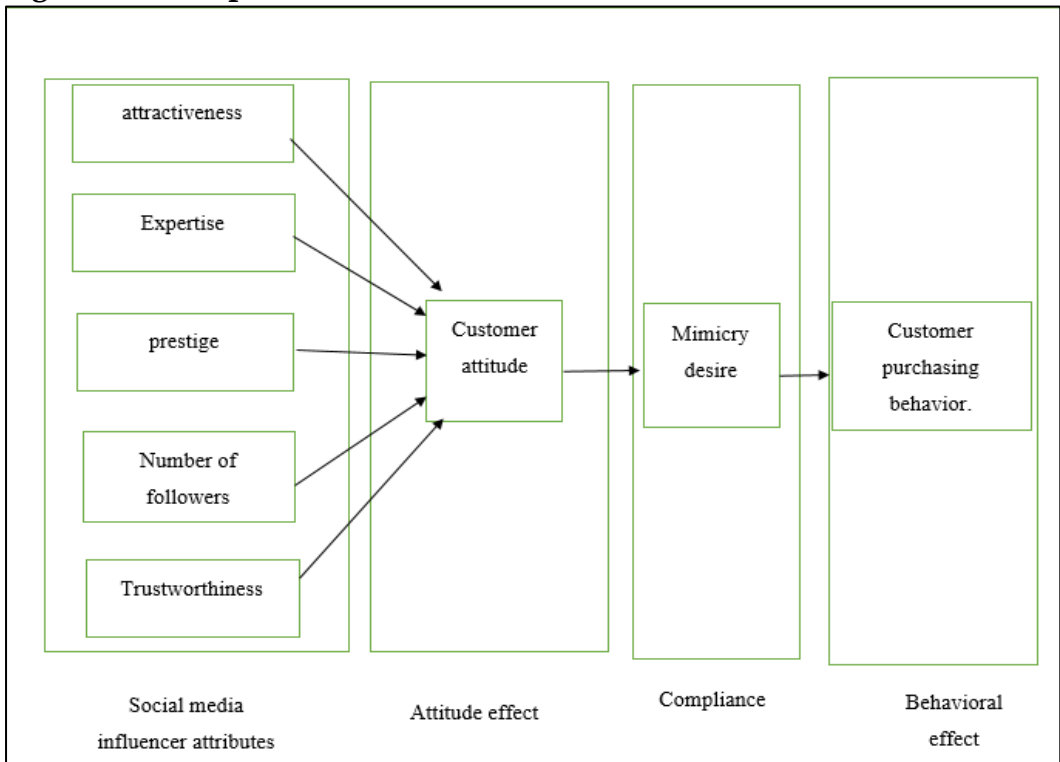 attractiveness
Expertise
prestige
Number of
followers
Trustworthiness
Customer
attitude
Mimicry
desire
Customer
purchasing
behavior.
Social media
influencer attributes
Attitude effect
Compliance
Behavioral
effect